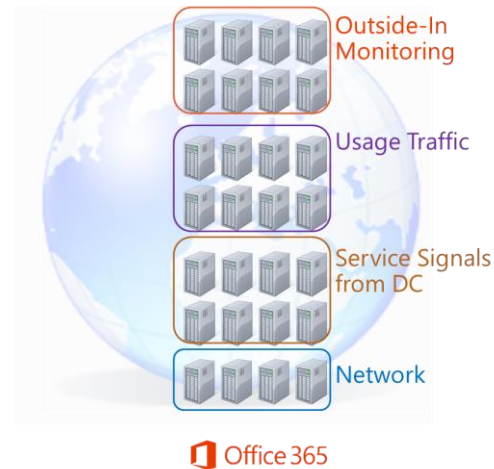 Outside-In
Monitoring
Usage Traffic
Service Signals
from DC
Network
Office 365